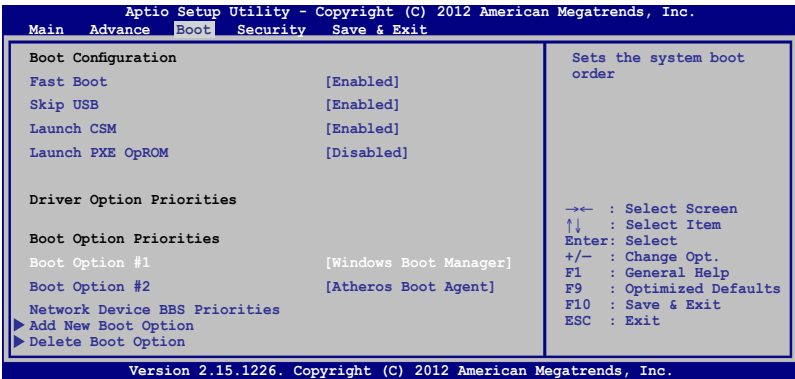 Aptio Setup Utility - Copyright (C) 2012 American Megatrends, Inc.
Main Advance Boot Security Save & Exit
Boot Configuration
Fast Boot [Enabled]
Skip USB [Enabled]
Launch CSM [Enabled]
Launch PXE OpROM [Disabled]
Driver Option Priorities
Boot Option Priorities
Boot Option #1 [Windows Boot Manager]
Boot Option #2 [Atheros Boot Agent]
Network Device BBS Priorities
Add New Boot Option
Delete Boot Option
Sets the system boot
order
→← : Select Screen
↑↓ : Select Item
Enter: Select
+/— : Change Opt.
F1 : General Help
F9 : Optimized Defaults
F10 : Save & Exit
ESC : Exit
Version 2.15.1226. Copyright (C) 2012 American Megatrends, Inc.